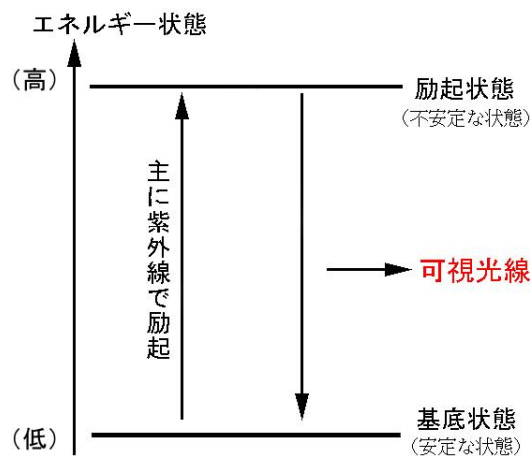 エネルギー状態
（高）
励起状態
（不安定な状態）
主に紫外線で励起
可視光線
基底状態
（低）
（安定な状態）